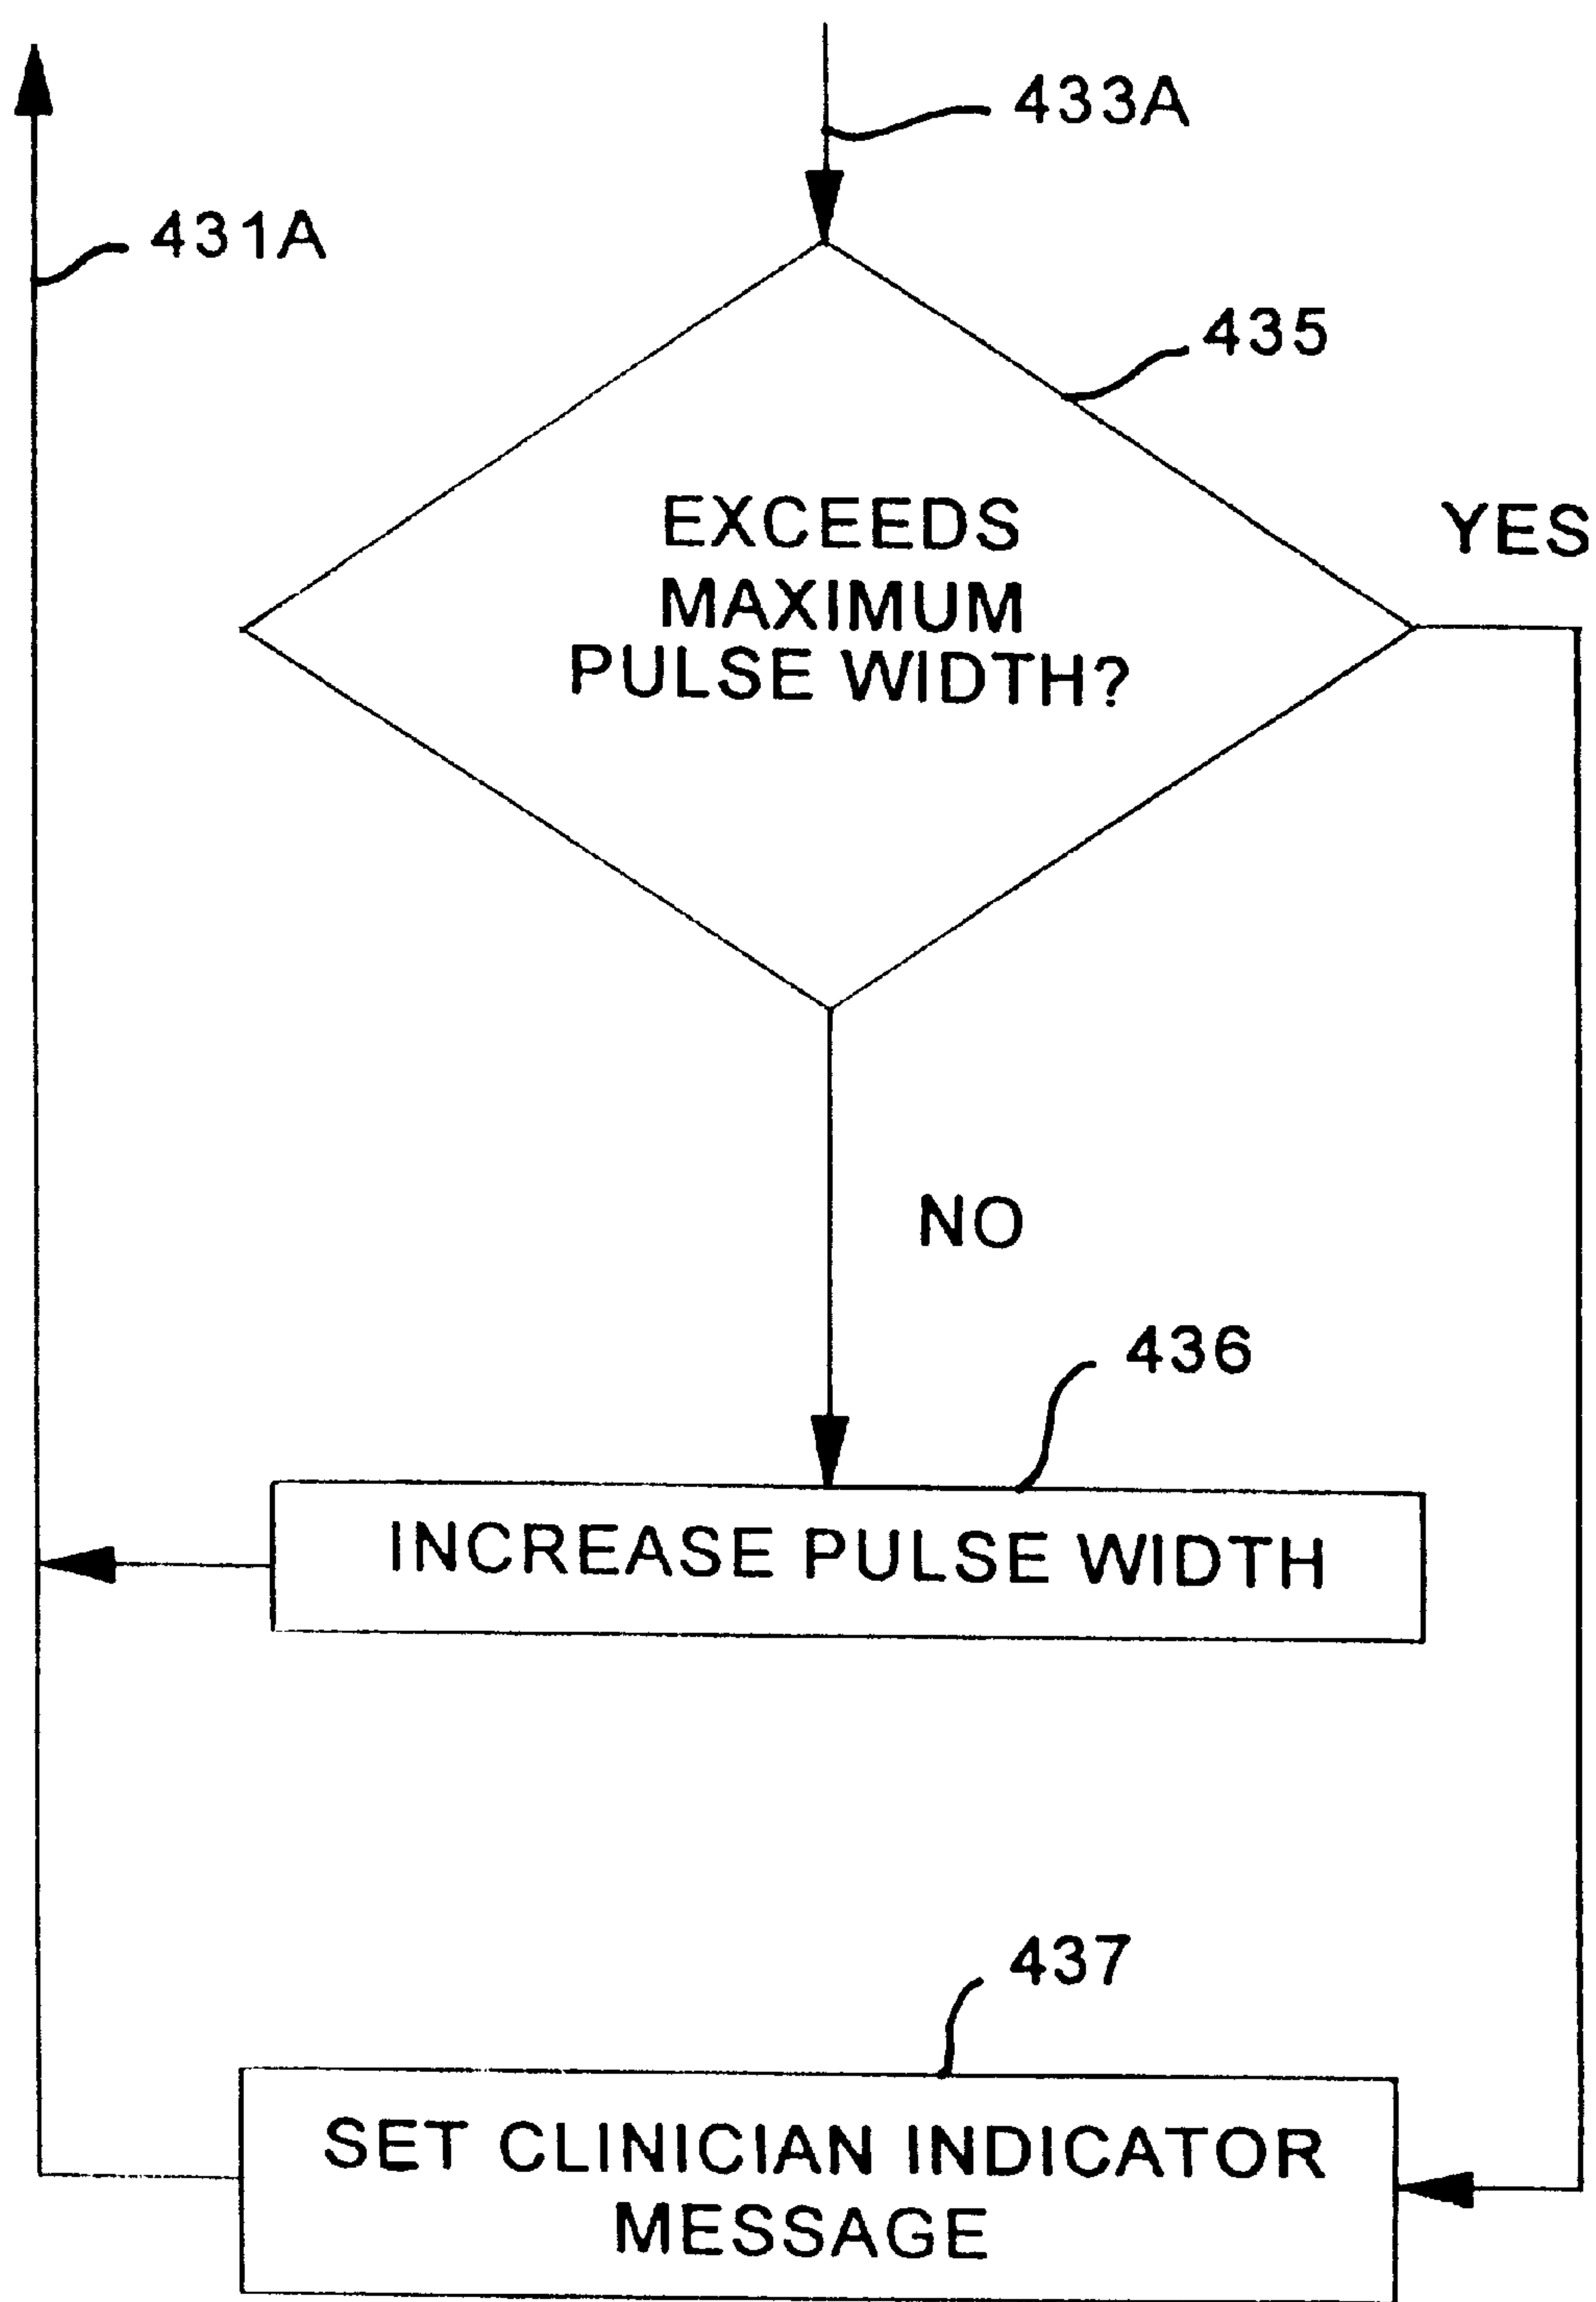 433A
431A
435
EXCEEDS
MAXIMUM
PULSE WIDTH?
YES
NO
436
INCREASE PULSE WIDTH
437
SET CLINICIAN INDICATOR
MESSAGE